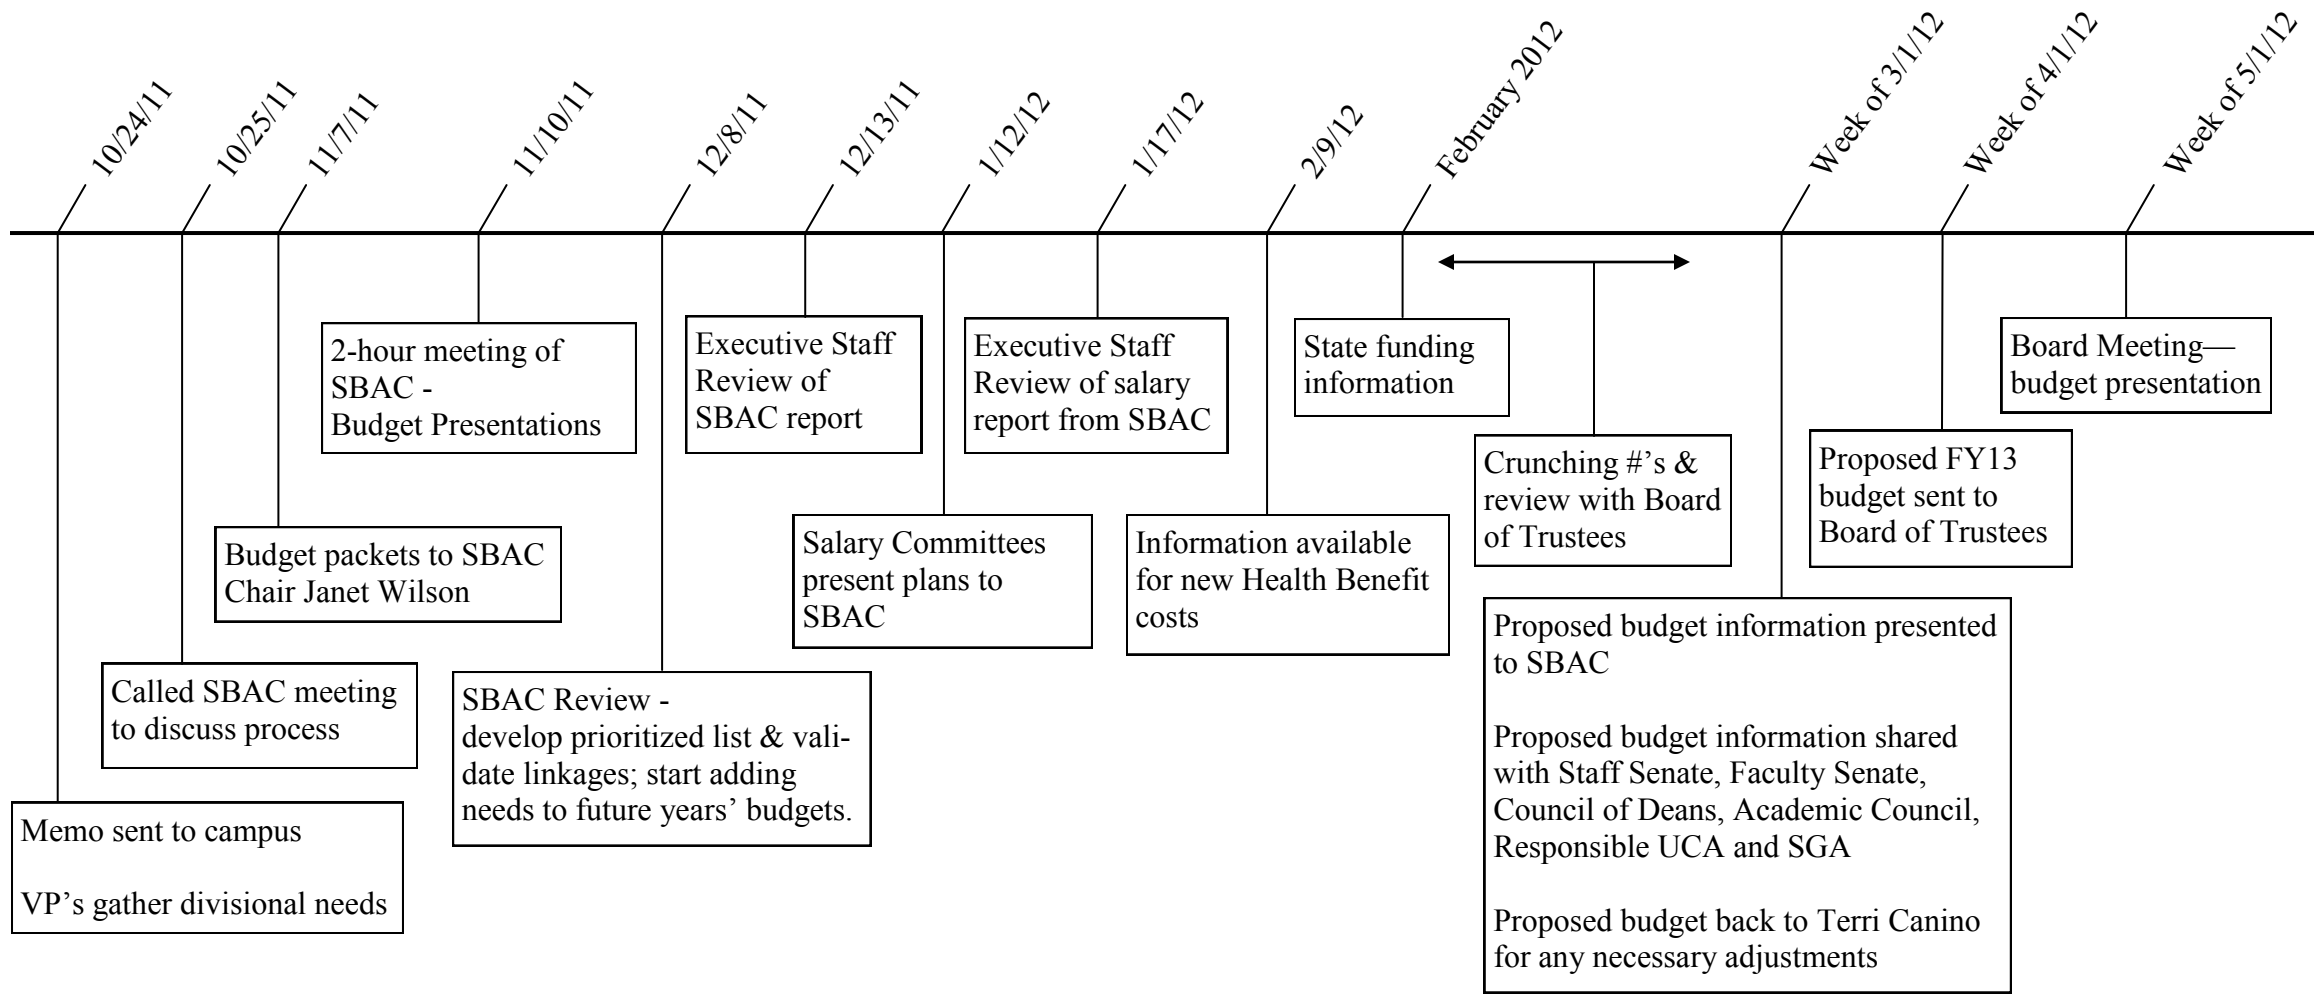 10/24/11
10/25/11
11/7/11
11/10/11
12/8/11
12/13/11
1/12/12
1/17/12
2/9/12
February 2012
Week of 3/1/12
Week of 4/1/12
Week of 5/1/12
2-hour meeting of
SBAC -
Budget Presentations
Executive Staff
Review of
SBAC report
Executive Staff
Review of salary
report from SBAC
State funding
information
Board Meeting—
budget presentation
Crunching #’s &
review with Board
of Trustees
Proposed FY13
budget sent to
Board of Trustees
Budget packets to SBAC
Chair Janet Wilson
Salary Committees
present plans to
SBAC
Information available
for new Health Benefit
costs
Called SBAC meeting
to discuss process
SBAC Review -
develop prioritized list & vali-
date linkages; start adding
needs to future years’ budgets.
Proposed budget information presented
to SBAC
Proposed budget information shared
with Staff Senate, Faculty Senate,
Council of Deans, Academic Council,
Responsible UCA and SGA
Proposed budget back to Terri Canino
for any necessary adjustments
Memo sent to campus
VP’s gather divisional needs